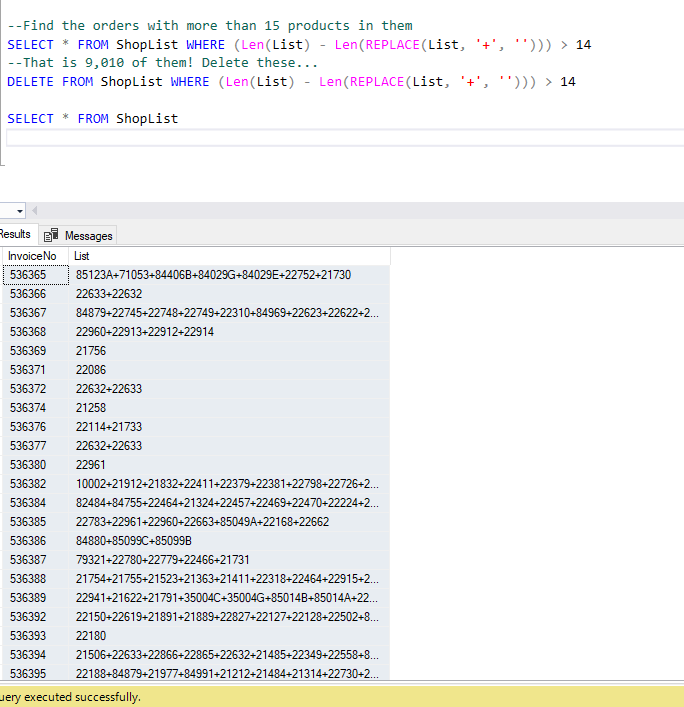 --Find the orders with more than 15 products in them
SELECT * FROM ShopList WHERE (Len(List) - Len(REPLACE(List, '+', ''))) > 14
--That is 9,010 of them! Delete these...
DELETE FROM ShopList WHERE (Len(List) - Len(REPLACE(List, '+', ''))) > 14
SELECT * FROM ShopList
Results Messages
InvoiceNo List
536365 85123A+71053+84406B+84029G+84029E+22752+21730
536366 22633+22632
536367 84879+22745+22748+22749+22310+84969+22623+22622+2...
536368 22960+22913+22912+22914
536369 21756
536371 22086
536372 22632+22633
536374 21258
536376 22114+21733
536377 22632+22633
536380 22961
536382 10002+21912+21832+22411+22379+22381+22798+22726+2...
536384 82484+84755+22464+21324+22457+22469+22470+22224+2...
536385 22783+22961+22960+22663+85049A+22168+22662
536386 84880+85099C+85099B
536387 79321+22780+22779+22466+21731
536388 21754+21755+21523+21363+21411+22318+22464+22915+2...
536389 22941+21622+21791+35004C+35004G+85014B+85014A+22...
536392 22150+22619+21891+21889+22827+22127+22128+22502+8...
536393 22180
536394 21506+22633+22866+22865+22632+21485+22349+22558+8...
536395 22188+84879+21977+84991+21212+21484+21314+22730+2...
uery executed successfully.